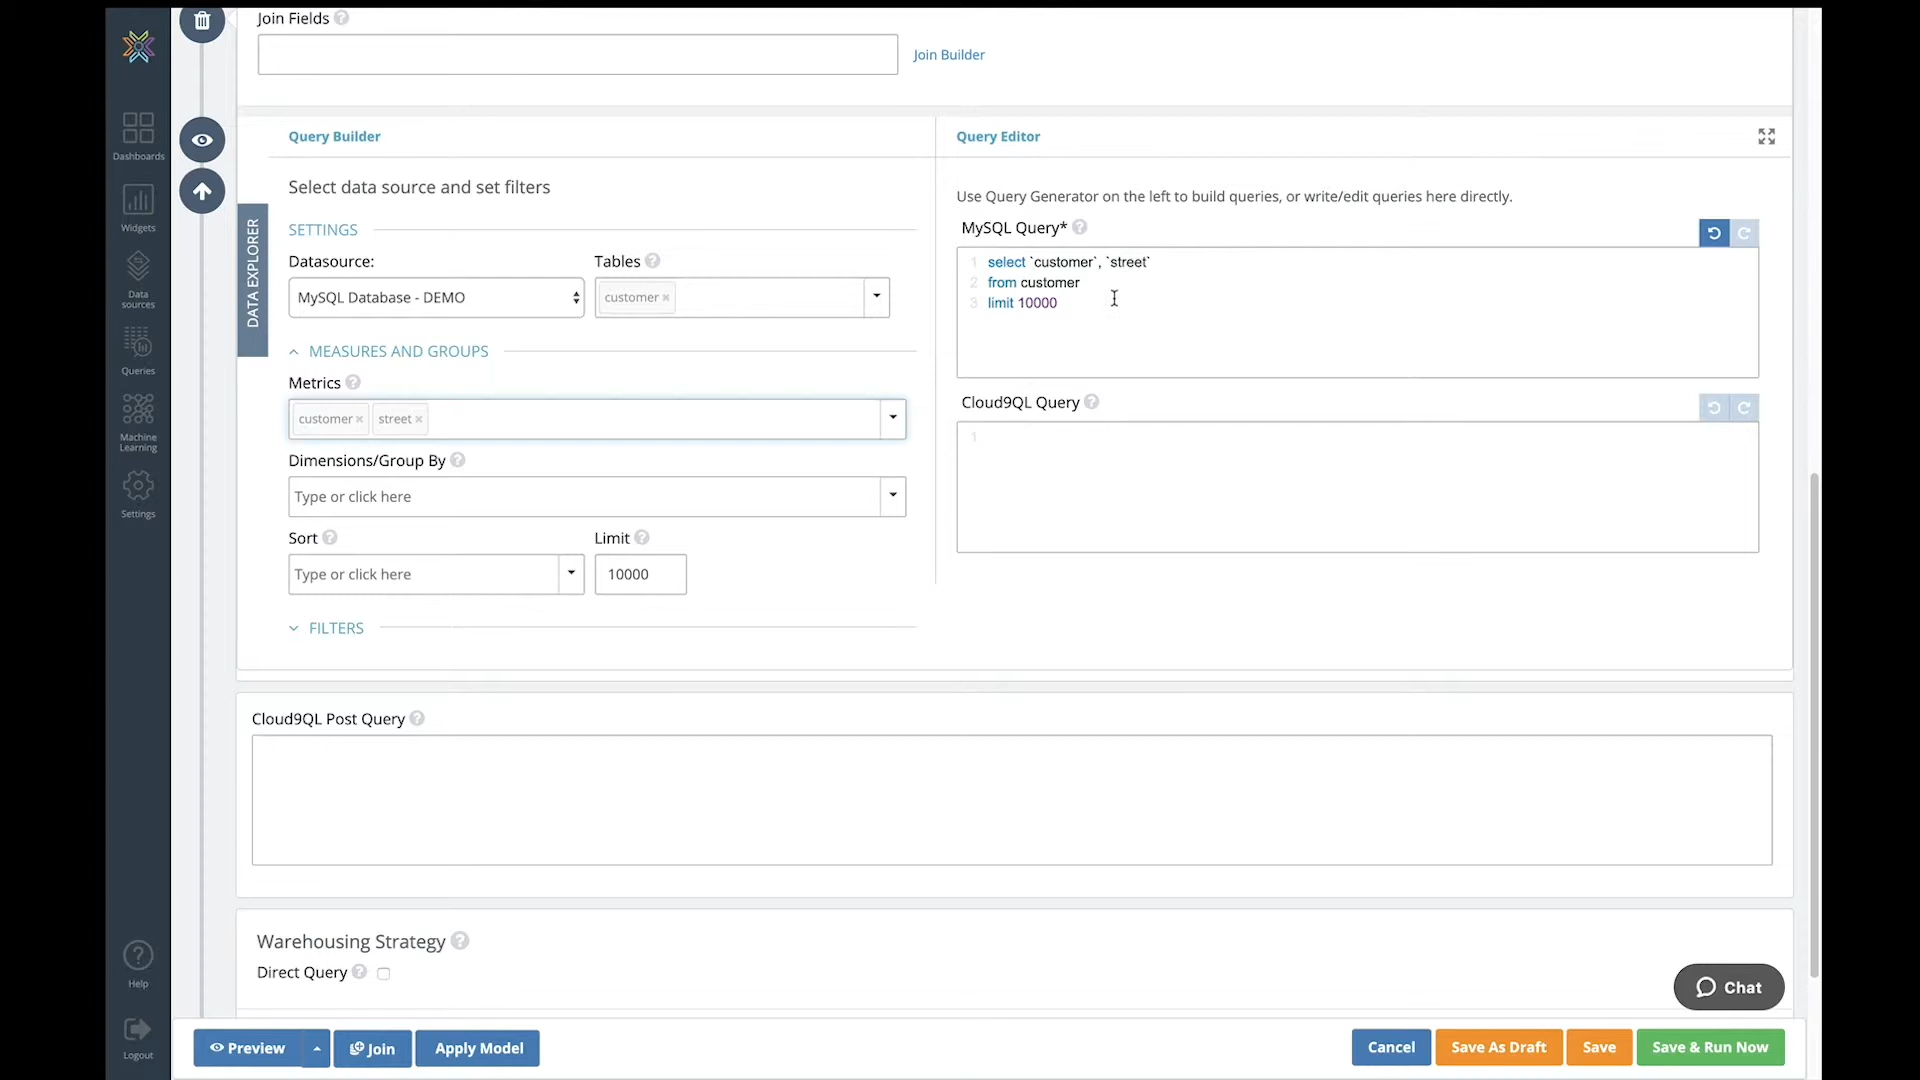 Join Fields
Join Builder
Dashboards
Widgets
Data
sources
Queries
Machine
Learning
Settings
Help
Logout
DATA EXPLORER
Query Builder
Select data source and set filters
SETTINGS
Datasource:
Tables
MySQL Database - DEMO
customer ×
MEASURES AND GROUPS
Metrics
customer × street ×
Dimensions/Group By
Type or click here
Sort
Limit
Type or click here
10000
FILTERS
Query Editor
Use Query Generator on the left to build queries, or write/edit queries here directly.
MySQL Query*
1 select `customer`, `street`
2 from customer
3 limit 10000
Cloud9QL Query
1
Cloud9QL Post Query
Warehousing Strategy
Direct Query
Chat
Preview
Join
Apply Model
Cancel
Save As Draft
Save
Save & Run Now